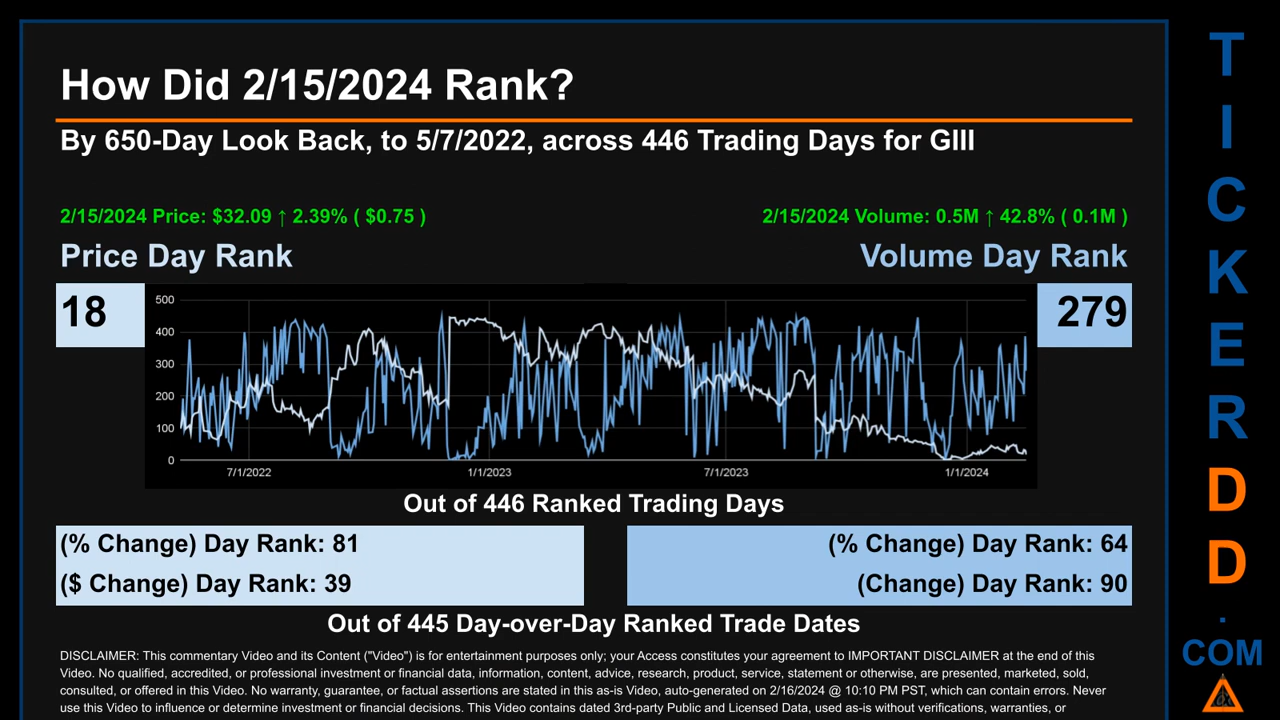 How Did 2/15/2024 Rank?
By 650-Day Look Back, to 5/7/2022, across 446 Trading Days for GIII
2/15/2024 Price: $32.09 ↑ 2.39% ( $0.75 )
2/15/2024 Volume: 0.5M ↑ 42.8% ( 0.1M )
Price Day Rank
Volume Day Rank
18
279
500
400
300
200
100
0
7/1/2022
1/1/2023
7/1/2023
1/1/2024
Out of 446 Ranked Trading Days
(% Change) Day Rank: 81
($ Change) Day Rank: 39
(% Change) Day Rank: 64
(Change) Day Rank: 90
Out of 445 Day-over-Day Ranked Trade Dates
DISCLAIMER: This commentary Video and its Content ("Video") is for entertainment purposes only; your Access constitutes your agreement to IMPORTANT DISCLAIMER at the end of this
Video. No qualified, accredited, or professional investment or financial data, information, content, advice, research, product, service, statement or otherwise, are presented, marketed, sold,
consulted, or offered in this Video. No warranty, guarantee, or factual assertions are stated in this as-is Video, auto-generated on 2/16/2024 @ 10:10 PM PST, which can contain errors. Never
use this Video to influence or determine investment or financial decisions. This Video contains dated 3rd-party Public and Licensed Data, used as-is without verifications, warranties, or
T
I
C
K
E
R
D
D
.
COM